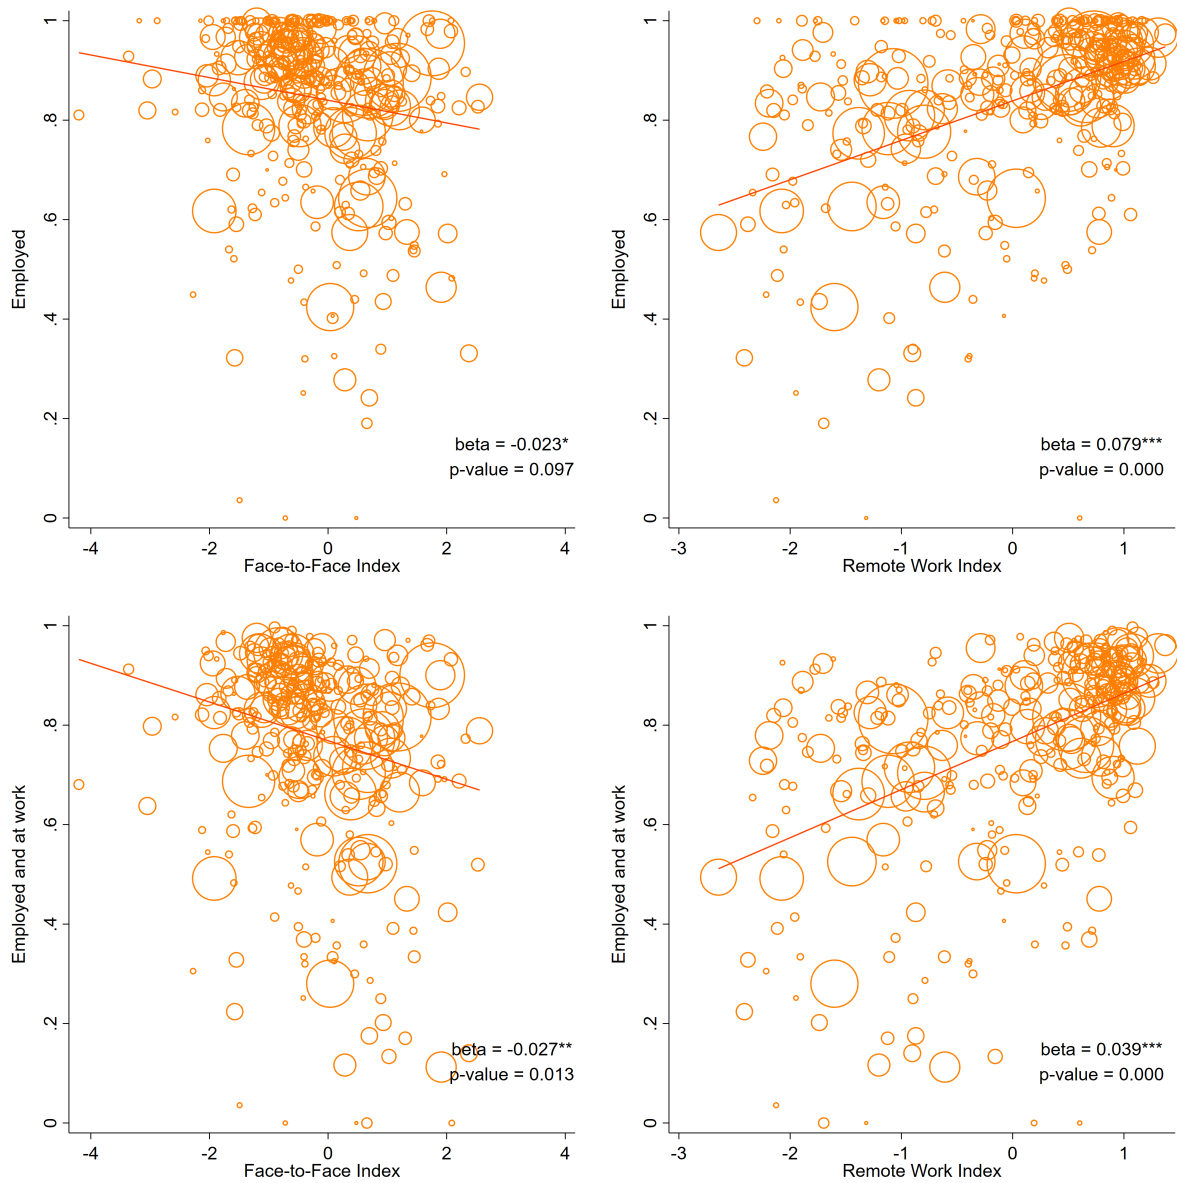 Employed
1
.8
.6
.4
.2
0
beta = -0.023*
p-value = 0.097
-4
-2
0
2
4
Face-to-Face Index
Employed
1
.8
.6
.4
.2
0
beta = 0.079***
p-value = 0.000
-3
-2
-1
0
1
Remote Work Index
Employed and at work
1
.8
.6
.4
.2
0
beta = -0.027**
p-value = 0.013
-4
-2
0
2
4
Face-to-Face Index
Employed and at work
1
.8
.6
.4
.2
0
beta = 0.039***
p-value = 0.000
-3
-2
-1
0
1
Remote Work Index